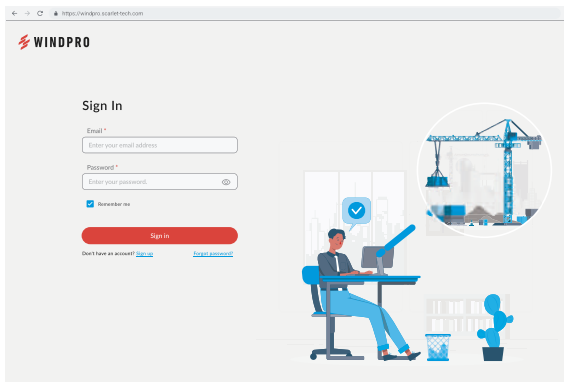 https://windpro.scarlet-tech.com
WINDPRO
Sign In
Email *
Enter your email address
Password *
Enter your password.
Remember me
Sign in
Don't have an account? Sign up
Forgot password?